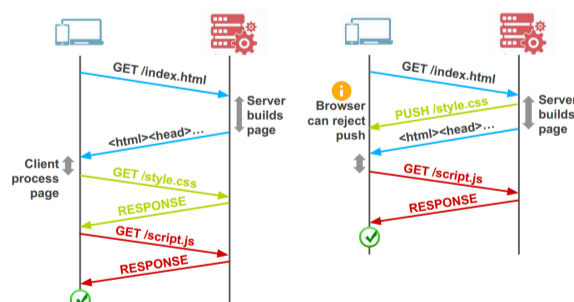 GET /index.html
Server
builds
page
<html><head>…
Client
process
page
GET /style.css
RESPONSE
GET /script.js
RESPONSE
GET /index.html
i
Browser
can reject
push
PUSH /style.css
Server
builds
page
<html><head>…
GET /script.js
RESPONSE